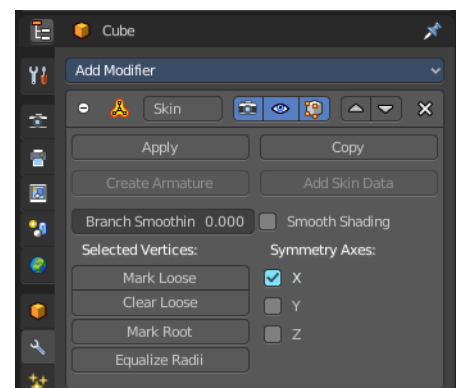 Cube
Add Modifier
Skin
Apply Copy
Create Armature Add Skin Data
Branch Smoothin 0.000 Smooth Shading
Selected Vertices: Symmetry Axes:
Mark Loose X
Clear Loose Y
Mark Root Z
Equalize Radii